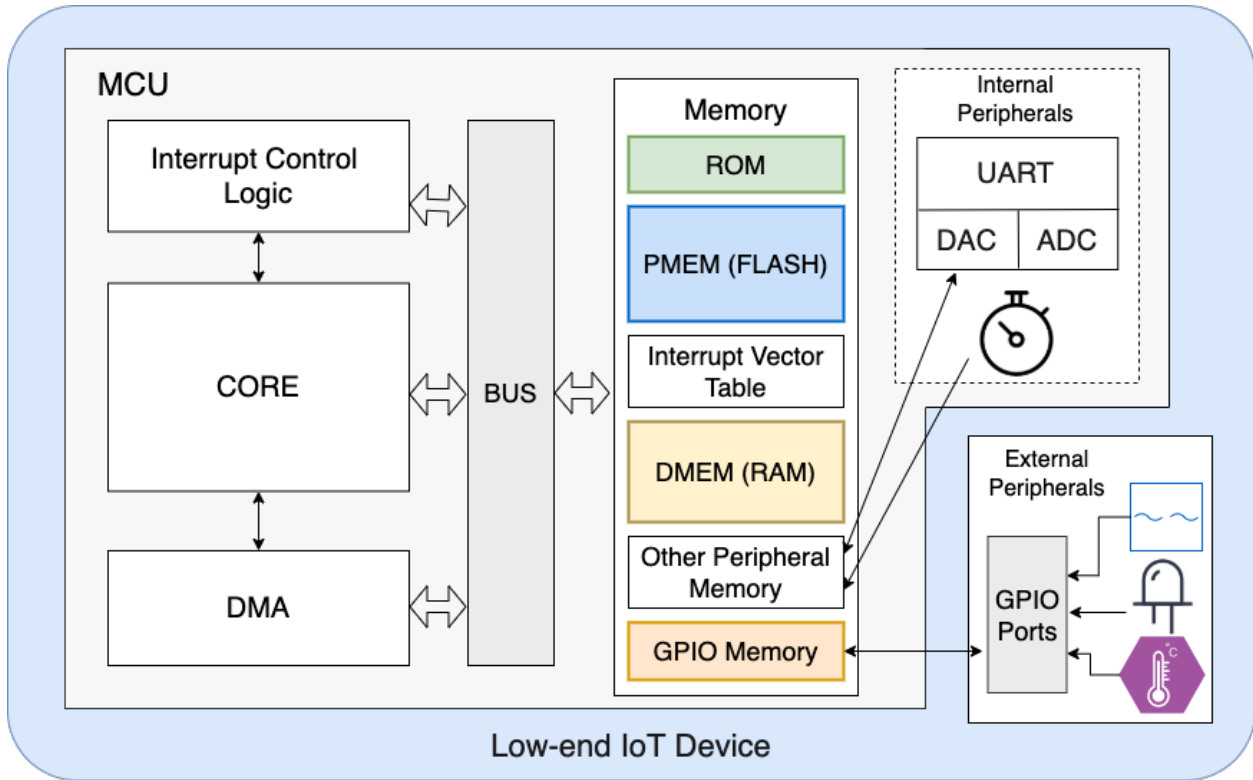 MCU
Interrupt Control
Logic
CORE
DMA
BUS
Memory
ROM
PMEM (FLASH)
Interrupt Vector
Table
DMEM (RAM)
Other Peripheral
Memory
GPIO Memory
Internal
Peripherals
UART
DAC
ADC
External
Peripherals
GPIO
Ports
°C
Low-end IoT Device